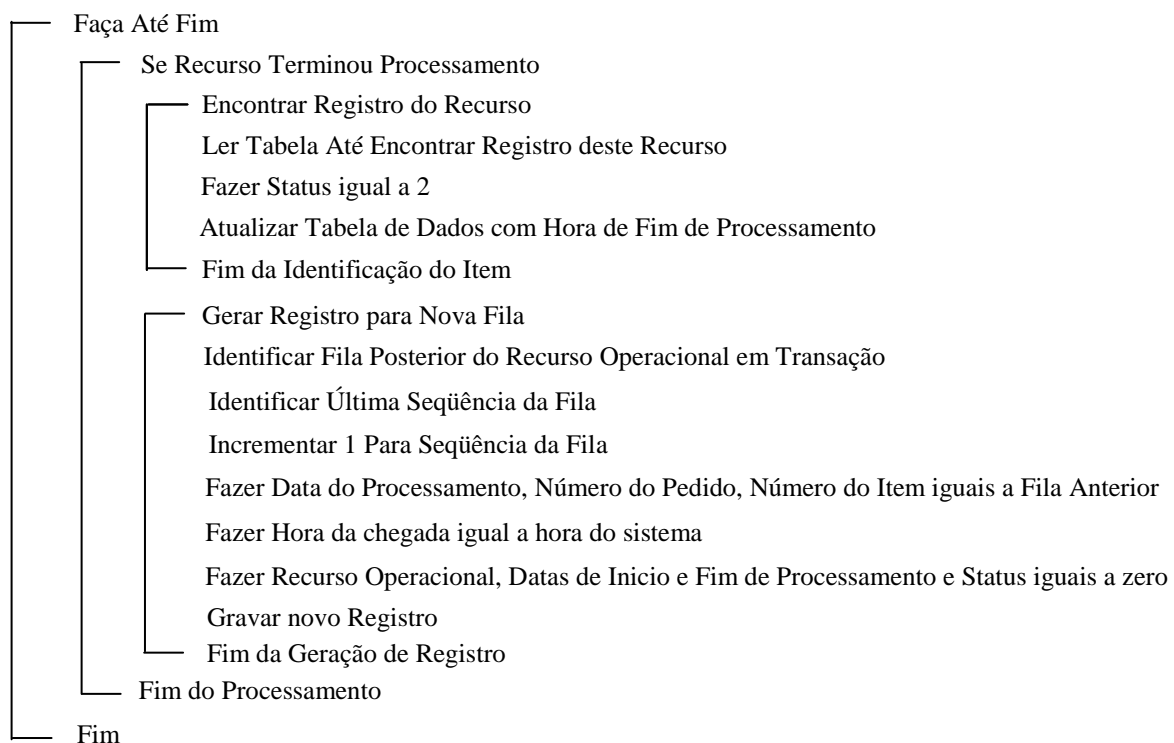 Faça Até Fim
Se Recurso Terminou Processamento
Encontrar Registro do Recurso
Ler Tabela Até Encontrar Registro deste Recurso
Fazer Status igual a 2
Atualizar Tabela de Dados com Hora de Fim de Processamento
Fim da Identificação do Item
Gerar Registro para Nova Fila
Identificar Fila Posterior do Recurso Operacional em Transação
Identificar Última Seqüência da Fila
Incrementar 1 Para Seqüência da Fila
Fazer Data do Processamento, Número do Pedido, Número do Item iguais a Fila Anterior
Fazer Hora da chegada igual a hora do sistema
Fazer Recurso Operacional, Datas de Inicio e Fim de Processamento e Status iguais a zero
Gravar novo Registro
Fim da Geração de Registro
Fim do Processamento
Fim